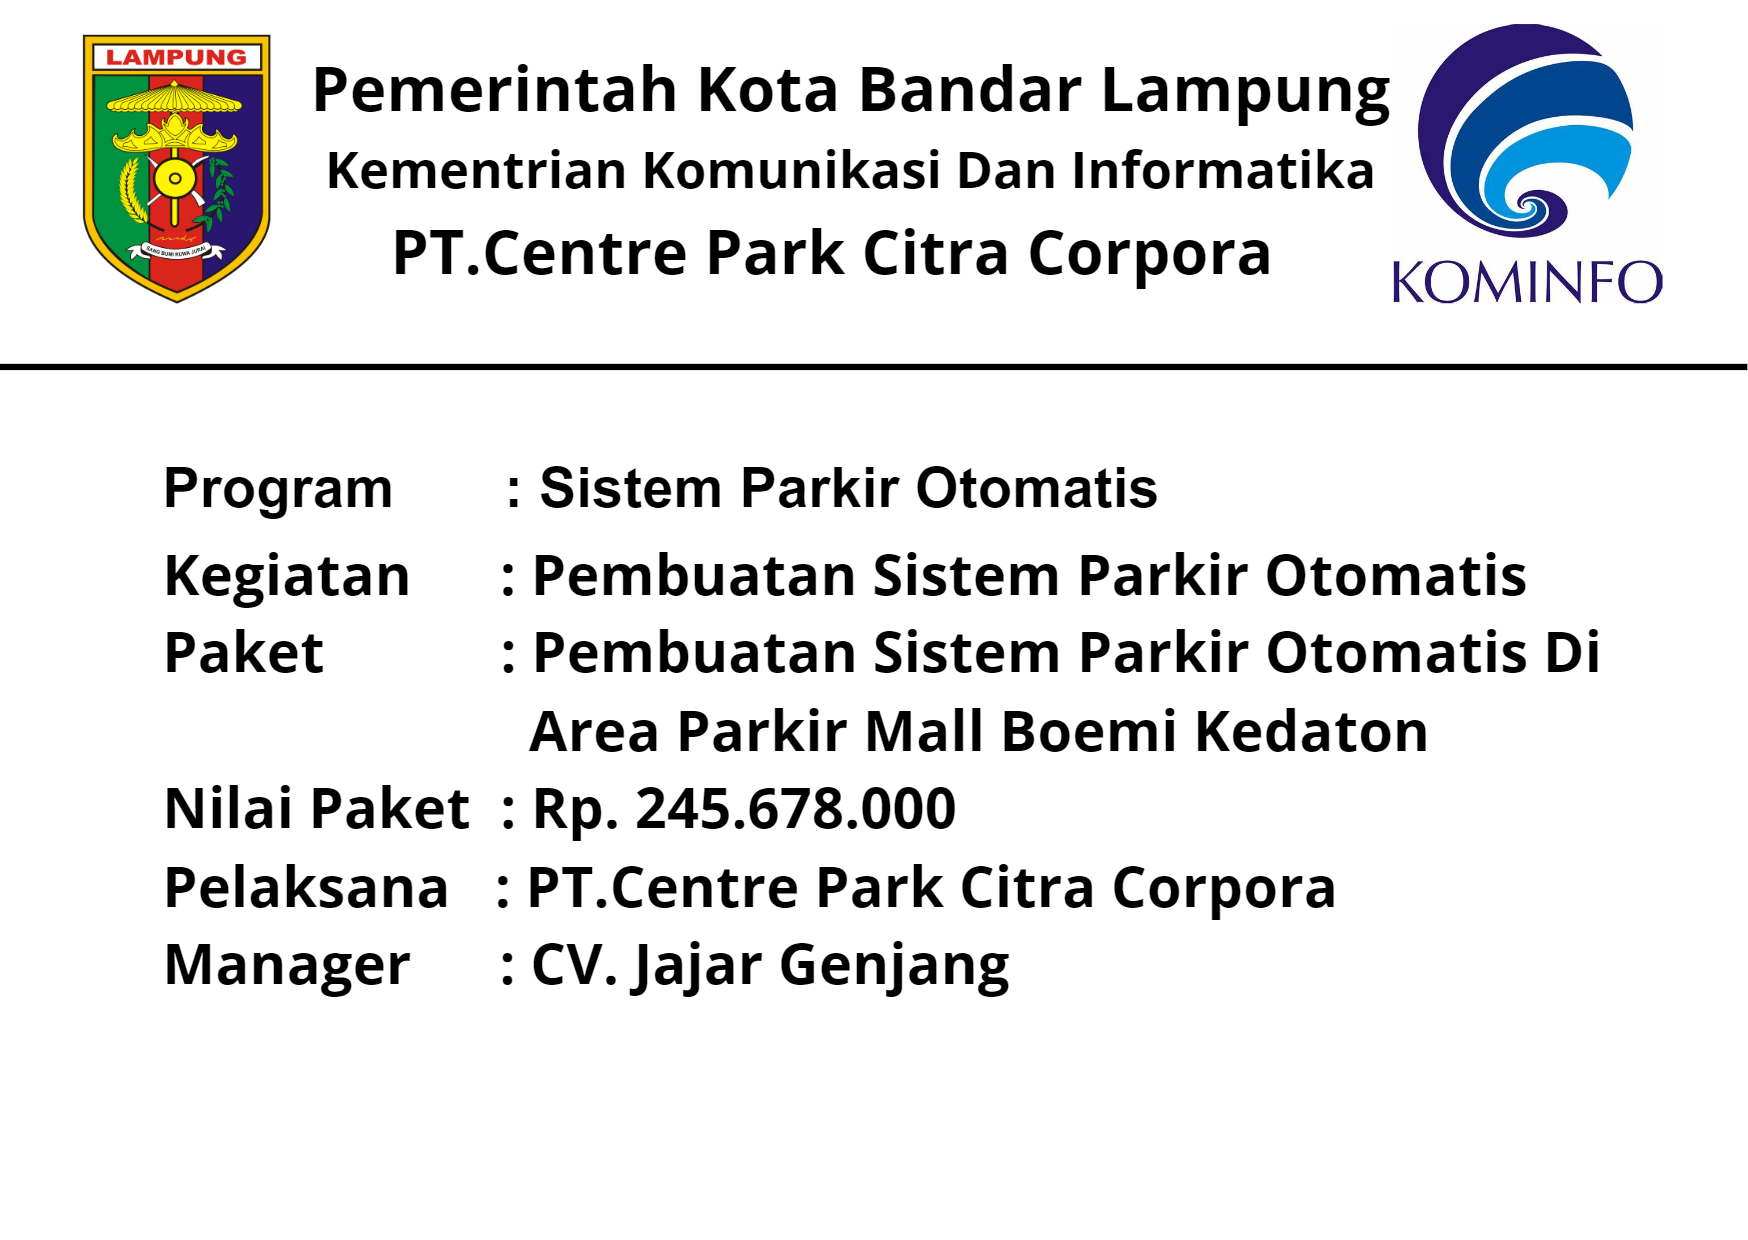 LAMPUNG
SANG BUMI RUWA JURAI
Pemerintah Kota Bandar Lampung
Kementrian Komunikasi Dan Informatika
PT.Centre Park Citra Corpora
KOMINFO
Program : Sistem Parkir Otomatis
Kegiatan : Pembuatan Sistem Parkir Otomatis
Paket : Pembuatan Sistem Parkir Otomatis Di
Area Parkir Mall Boemi Kedaton
Nilai Paket : Rp. 245.678.000
Pelaksana : PT.Centre Park Citra Corpora
Manager : CV. Jajar Genjang